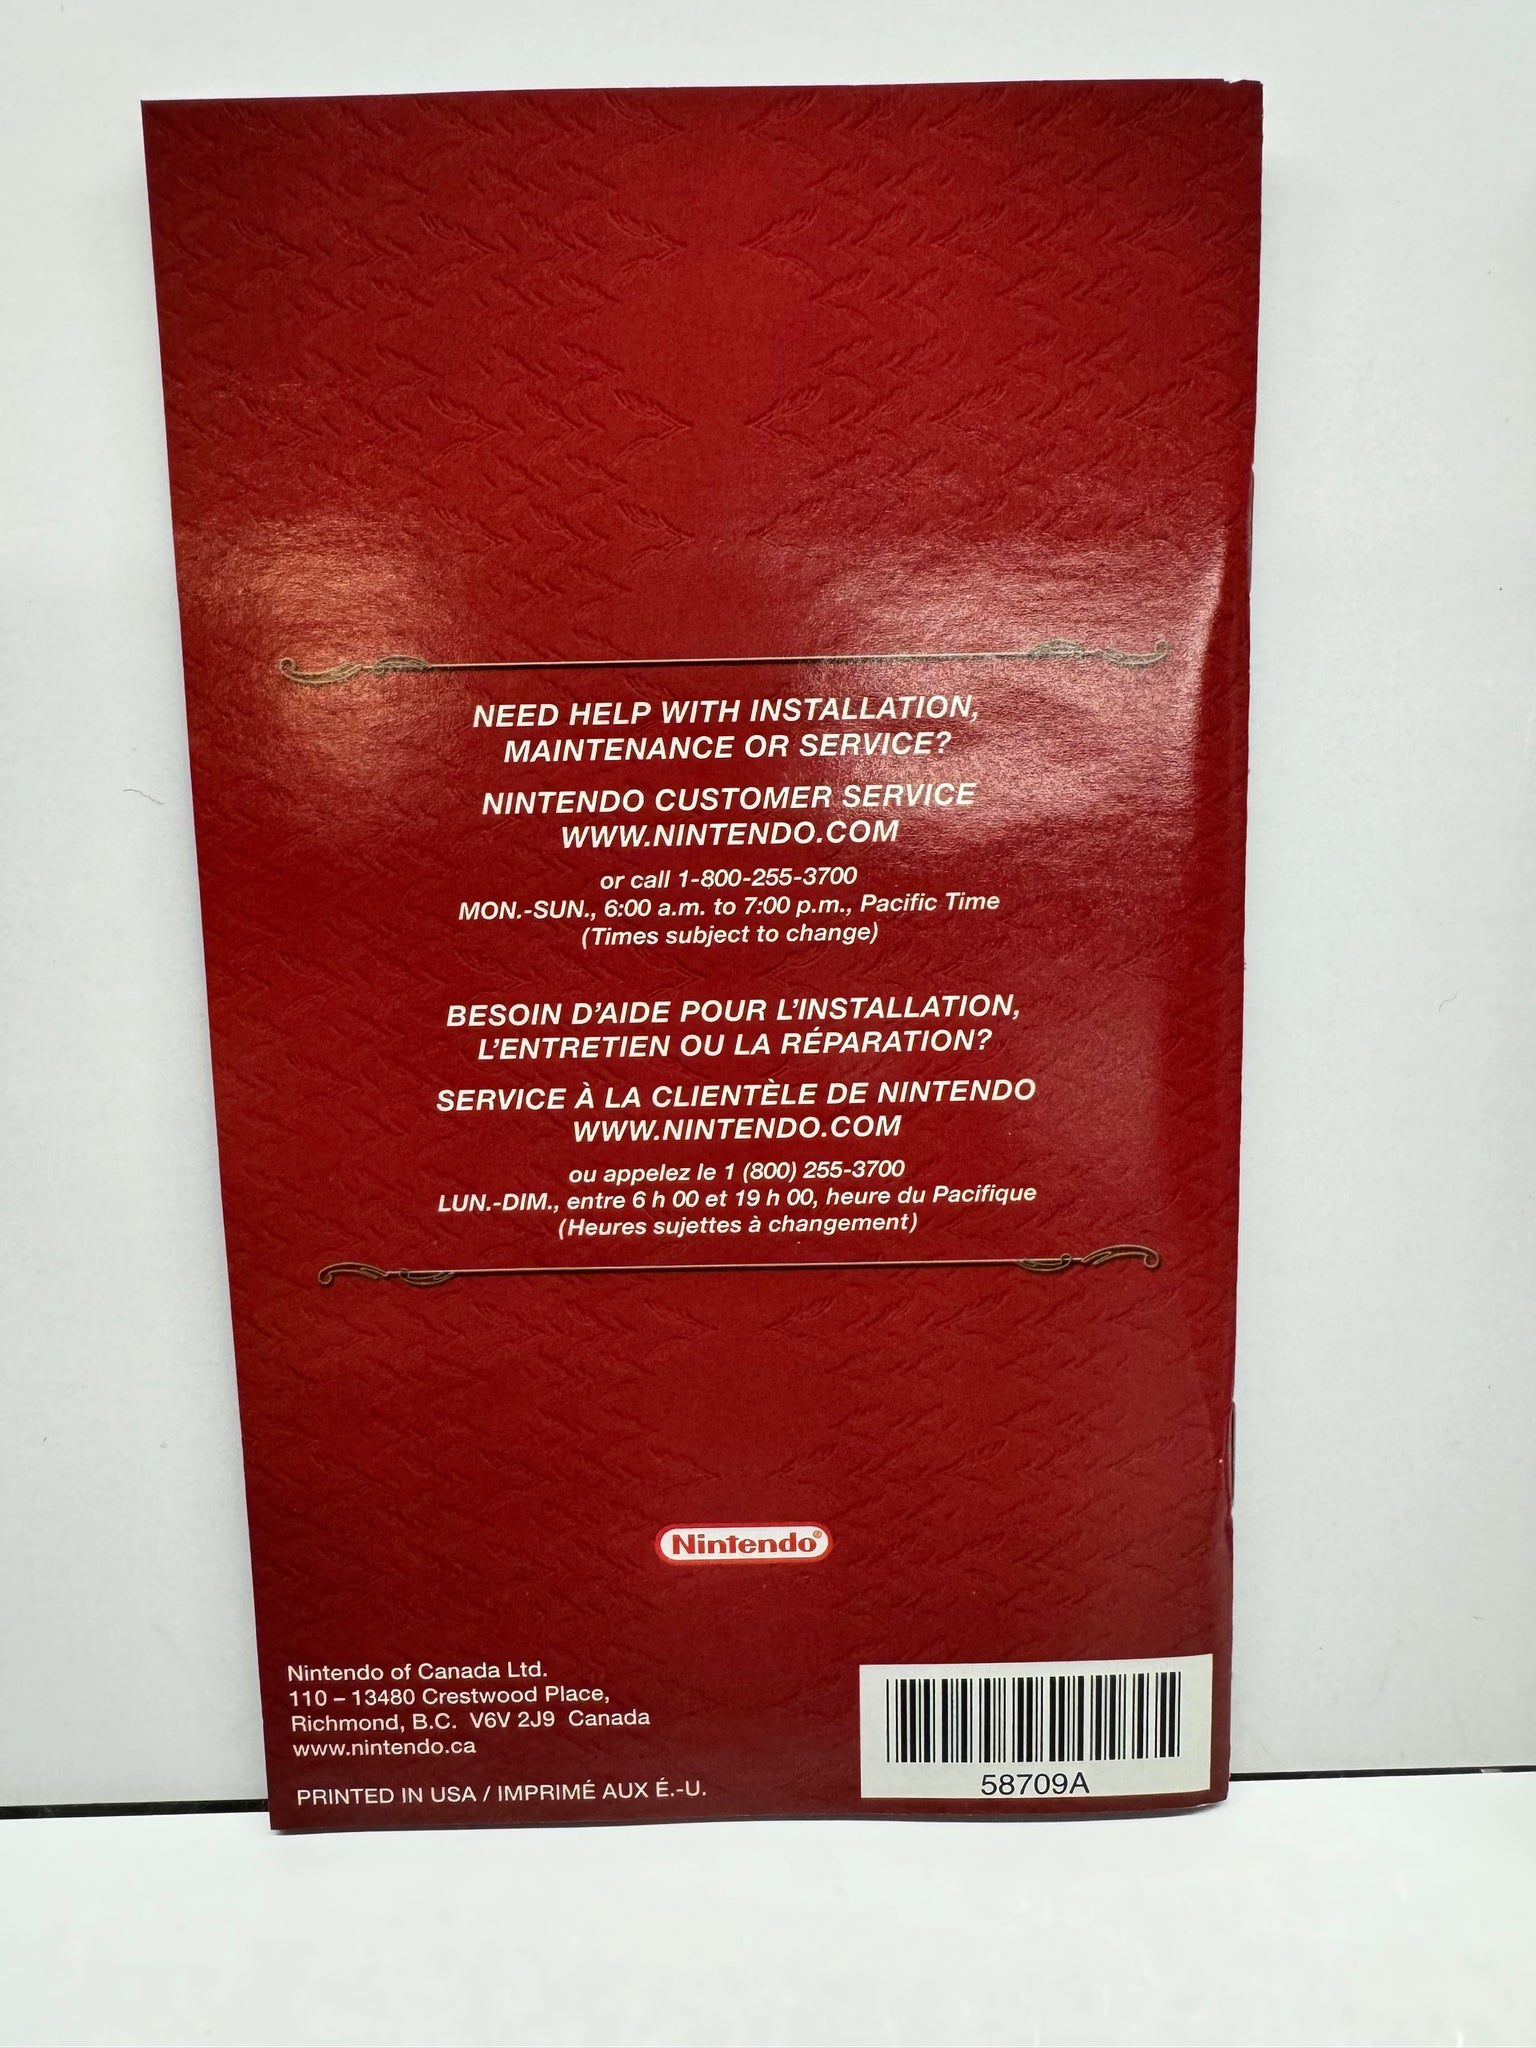 NEED HELP WITH INSTALLATION,
MAINTENANCE OR SERVICE?
NINTENDO CUSTOMER SERVICE
WWW.NINTENDO.COM
or call 1-800-255-3700
MON.-SUN., 6:00 a.m. to 7:00 p.m., Pacific Time
(Times subject to change)
BESOIN D'AIDE POUR L'INSTALLATION,
L'ENTRETIEN OU LA RÉPARATION?
SERVICE À LA CLIENTÈLE DE NINTENDO
WWW.NINTENDO.COM
ou appelez le 1 (800) 255-3700
LUN.-DIM., entre 6 h 00 et 19 h 00, heure du Pacifique
(Heures sujettes à changement)
Nintendo®
Nintendo of Canada Ltd.
110 – 13480 Crestwood Place,
Richmond, B.C. V6V 2J9 Canada
www.nintendo.ca
PRINTED IN USA / IMPRIMÉ AUX É.-U.
58709A